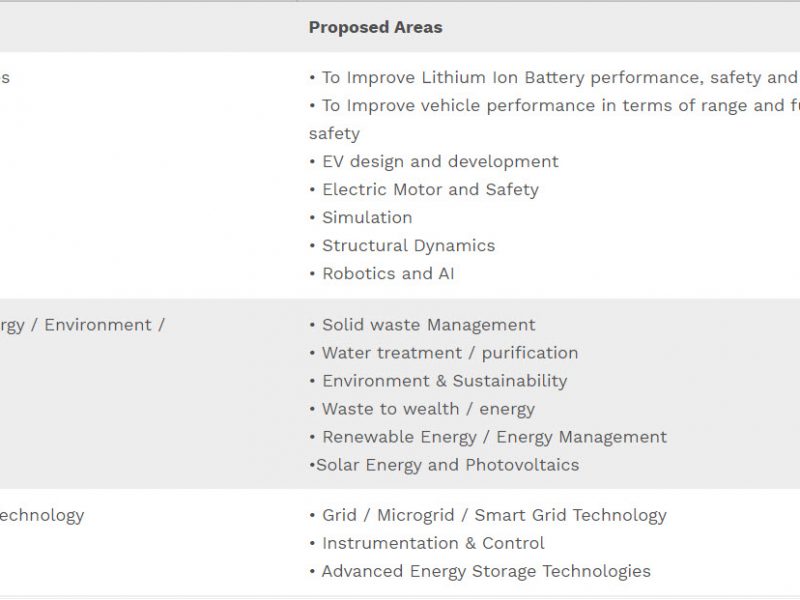 Proposed Areas
s
• To Improve Lithium Ion Battery performance, safety and
• To Improve vehicle performance in terms of range and fu
safety
• EV design and development
• Electric Motor and Safety
• Simulation
• Structural Dynamics
• Robotics and AI
rgy / Environment /
• Solid waste Management
• Water treatment / purification
• Environment & Sustainability
• Waste to wealth / energy
• Renewable Energy / Energy Management
•Solar Energy and Photovoltaics
echnology
• Grid / Microgrid / Smart Grid Technology
• Instrumentation & Control
• Advanced Energy Storage Technologies